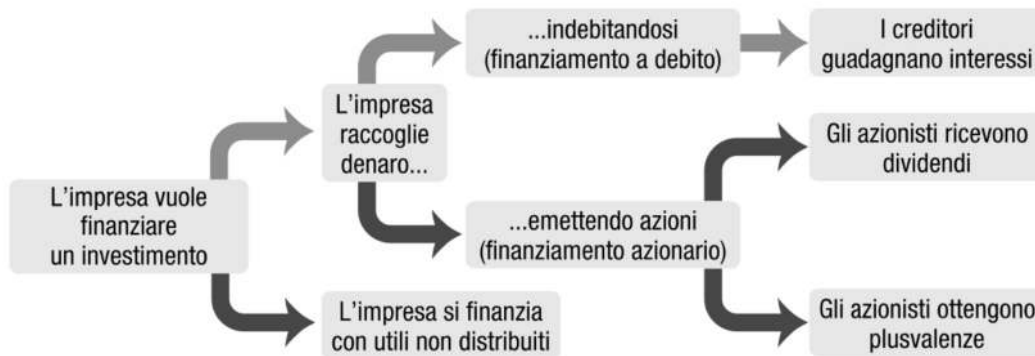 L'impresa vuole
finanziare
un investimento
L'impresa
raccoglie
denaro...
...indebitandosi
(finanziamento a debito)
I creditori
guadagnano interessi
...emettendo azioni
(finanziamento azionario)
Gli azionisti ricevono
dividendi
Gli azionisti ottengono
plusvalenze
L'impresa si finanzia
con utili non distribuiti